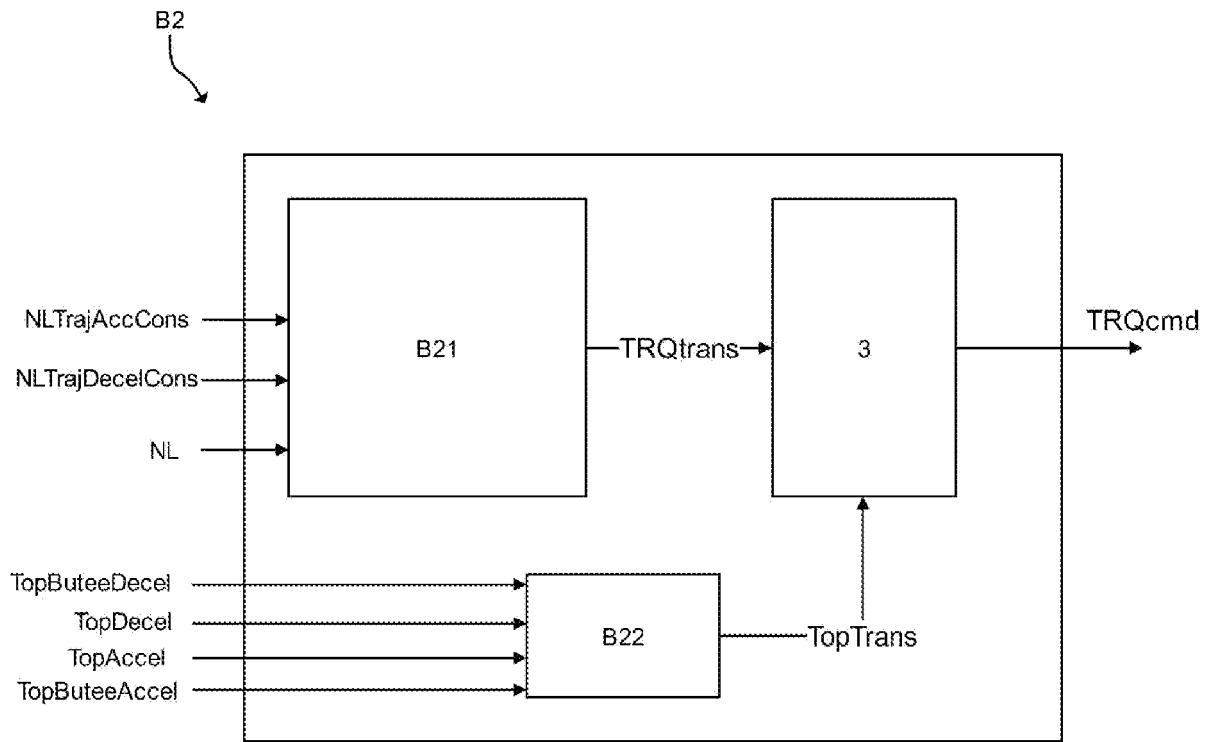 B2
NLTrajAccCons
NLTrajDecelCons
NL
B21
TRQtrans
3
TRQcmd
TopButeeDecel
TopDecel
TopAccel
TopButeeAccel
B22
TopTrans